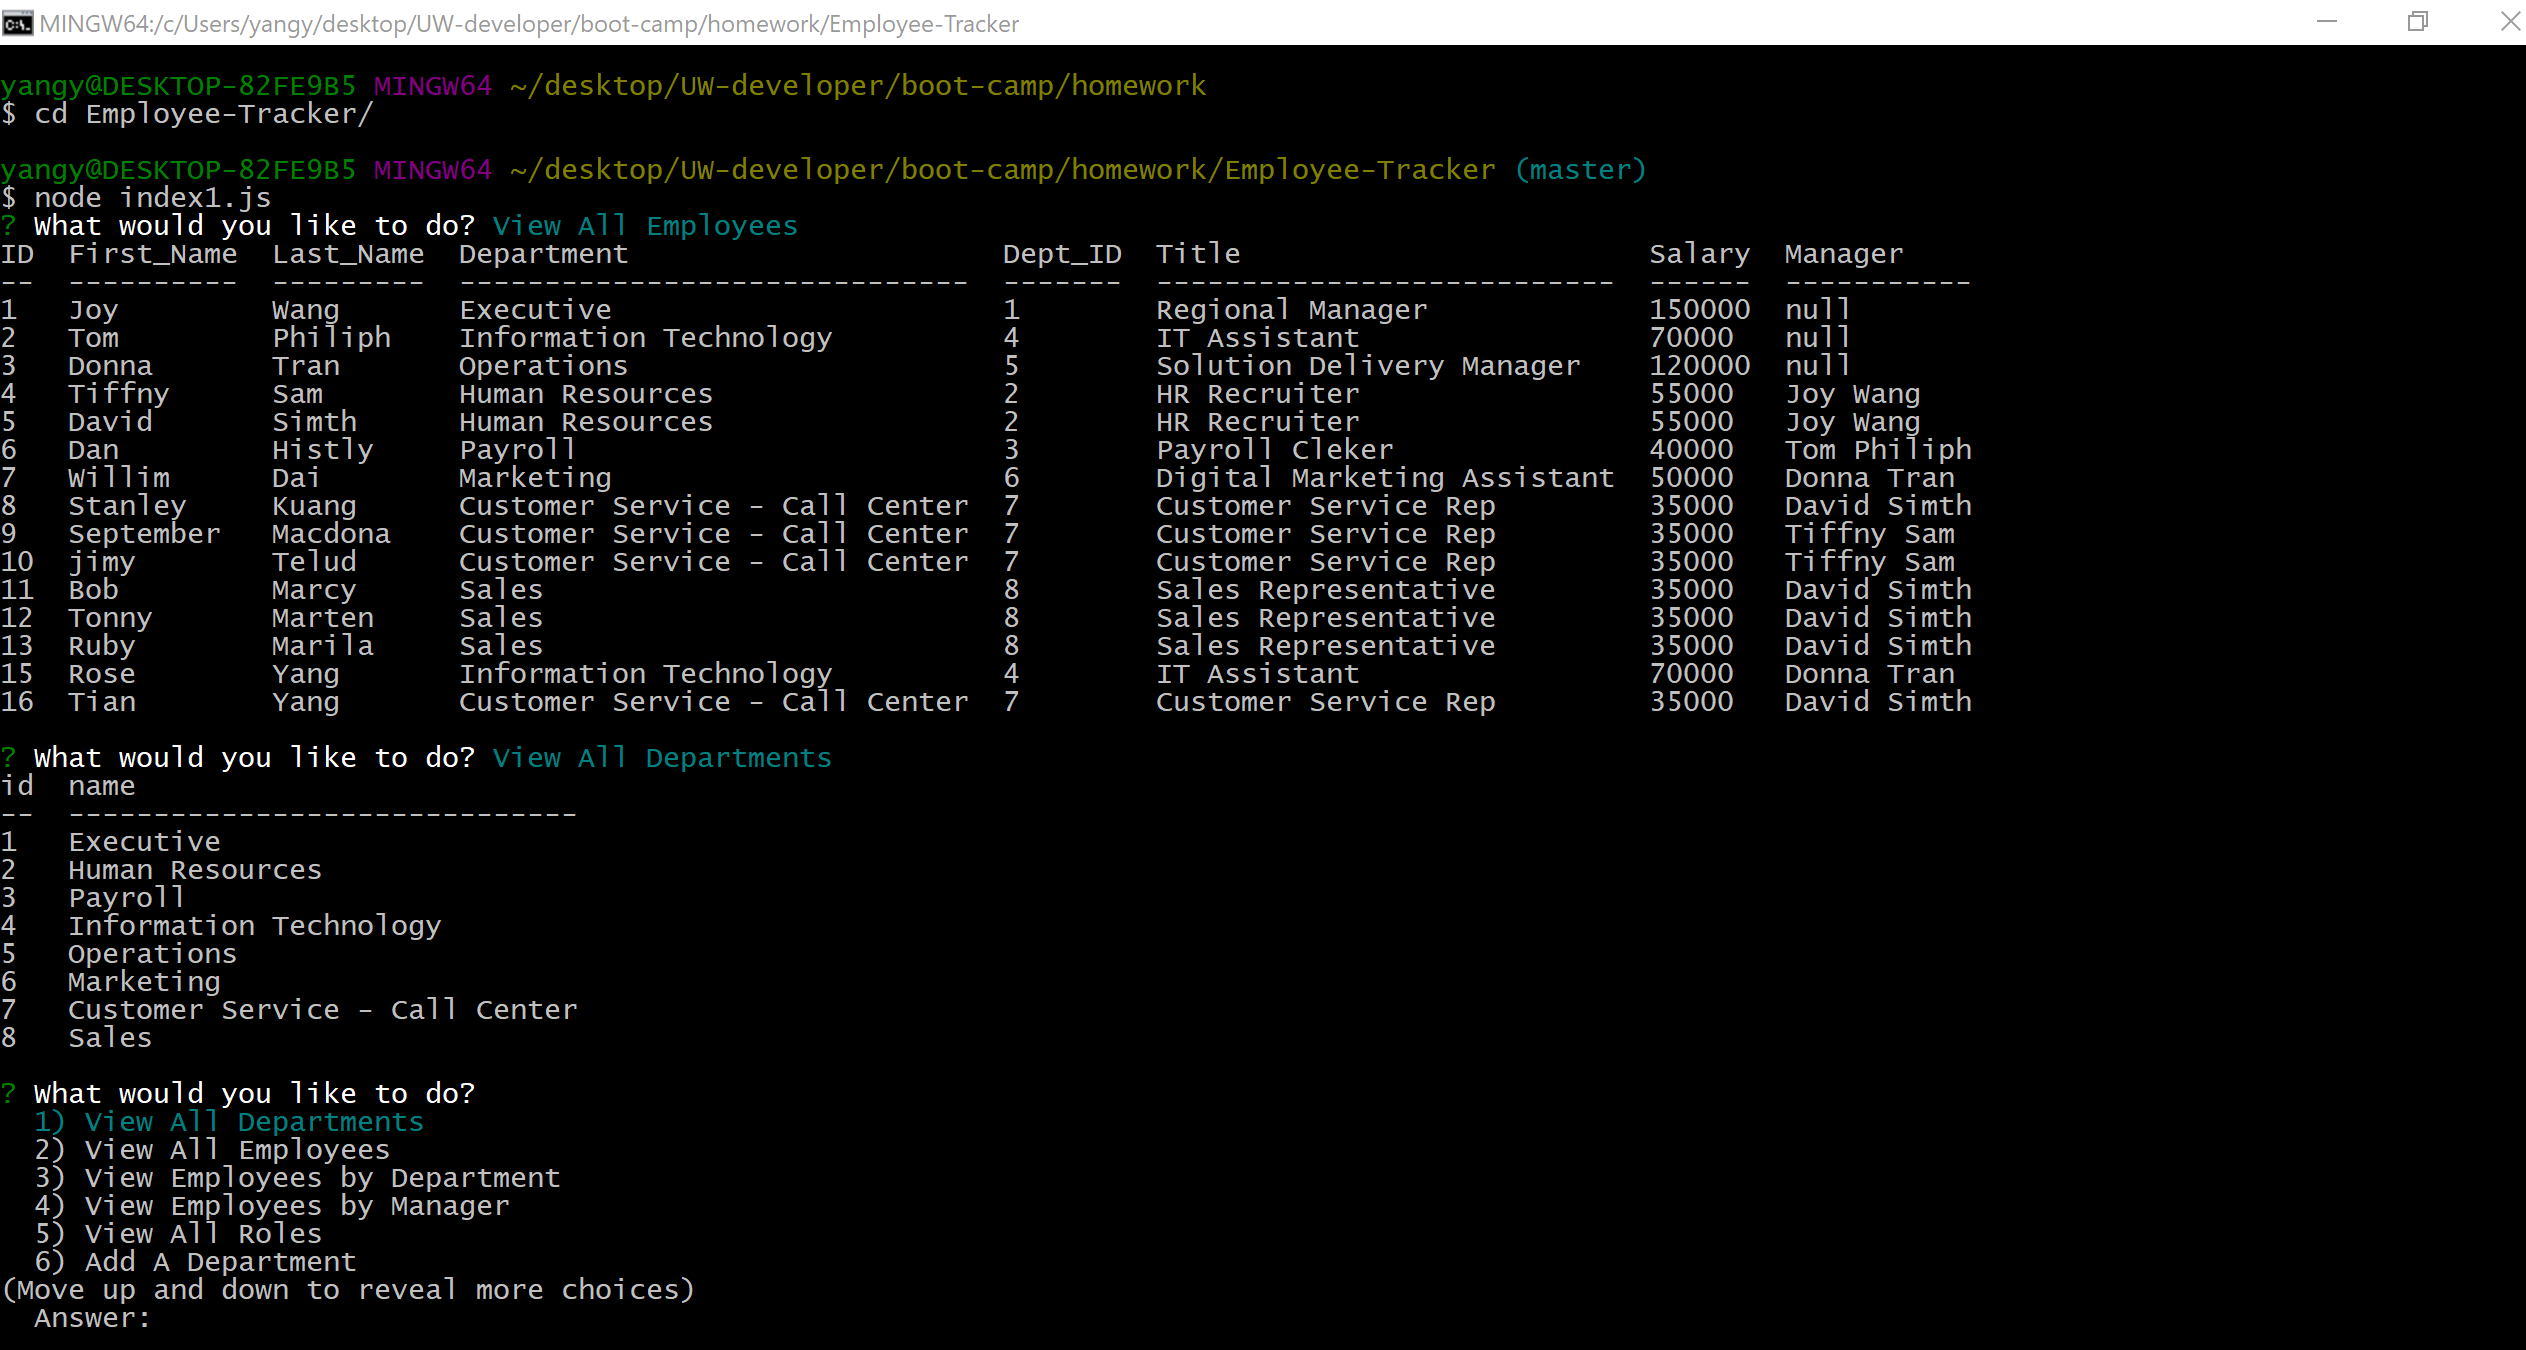 MINGW64:/c/Users/yangy/desktop/UW-developer/boot-camp/homework/Employee-Tracker
yangy@DESKTOP-82FE9B5 MINGW64 ~/desktop/UW-developer/boot-camp/homework
$ cd Employee-Tracker/
yangy@DESKTOP-82FE9B5 MINGW64 ~/desktop/UW-developer/boot-camp/homework/Employee-Tracker (master)
$ node index1.js
? What would you like to do? View All Employees
ID  First_Name  Last_Name  Department                      Dept_ID  Title                        Salary  Manager
--  ----------  ---------  ------------------------------  -------  ---------------------------  ------  -----------
1   Joy         Wang       Executive                       1        Regional Manager             150000  null
2   Tom         Philiph    Information Technology          4        IT Assistant                 70000   null
3   Donna       Tran       Operations                      5        Solution Delivery Manager    120000  null
4   Tiffny      Sam        Human Resources                 2        HR Recruiter                 55000   Joy Wang
5   David       Simth      Human Resources                 2        HR Recruiter                 55000   Joy Wang
6   Dan         Histly     Payroll                         3        Payroll Cleker               40000   Tom Philiph
7   Willim      Dai        Marketing                       6        Digital Marketing Assistant  50000   Donna Tran
8   Stanley     Kuang      Customer Service - Call Center  7        Customer Service Rep         35000   David Simth
9   September   Macdona    Customer Service - Call Center  7        Customer Service Rep         35000   Tiffny Sam
10  jimy        Telud      Customer Service - Call Center  7        Customer Service Rep         35000   Tiffny Sam
11  Bob         Marcy      Sales                           8        Sales Representative         35000   David Simth
12  Tonny       Marten     Sales                           8        Sales Representative         35000   David Simth
13  Ruby        Marila     Sales                           8        Sales Representative         35000   David Simth
15  Rose        Yang       Information Technology          4        IT Assistant                 70000   Donna Tran
16  Tian        Yang       Customer Service - Call Center  7        Customer Service Rep         35000   David Simth
? What would you like to do? View All Departments
id  name
--  ------------------------------
1   Executive
2   Human Resources
3   Payroll
4   Information Technology
5   Operations
6   Marketing
7   Customer Service - Call Center
8   Sales
? What would you like to do?
  1) View All Departments
  2) View All Employees
  3) View Employees by Department
  4) View Employees by Manager
  5) View All Roles
  6) Add A Department
(Move up and down to reveal more choices)
  Answer: